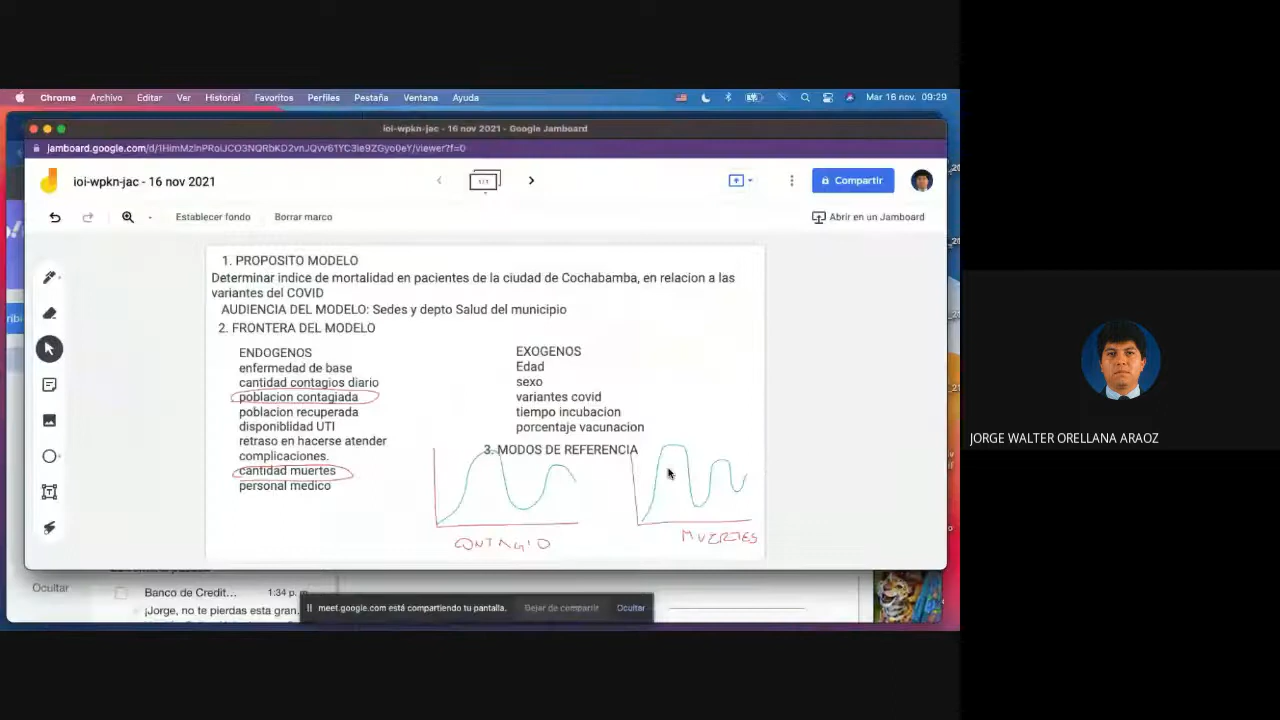 Chrome Archivo Editar Ver Historial Favoritos Perfiles Pestaña Ventana Ayuda Mar 16 nov. 09:29
ioi-wpkn-jac - 16 nov 2021 - Google Jamboard
ioi-wpkn-jac - 16 nov 2021
1/1
Compartir
Establecer fondo Borrar marco Abrir en un Jamboard
1. PROPOSITO MODELO
Determinar indice de mortalidad en pacientes de la ciudad de Cochabamba, en relacion a las
variantes del COVID
AUDIENCIA DEL MODELO: Sedes y depto Salud del municipio
2. FRONTERA DEL MODELO
ENDOGENOS
enfermedad de base
cantidad contagios diario
poblacion contagiada
poblacion recuperada
disponiblidad UTI
retraso en hacerse atender
complicaciones.
cantidad muertes
personal medico
EXOGENOS
Edad
sexo
variantes covid
tiempo incubacion
porcentaje vacunacion
3. MODOS DE REFERENCIA
CONTAGIO
MUERTES
JORGE WALTER ORELLANA ARAOZ
Ocultar
Banco de Credit... 1:34 p.
¡Jorge, no te pierdas esta gran
meet.google.com está compartiendo tu pantalla. Dejar de compartir Ocultar